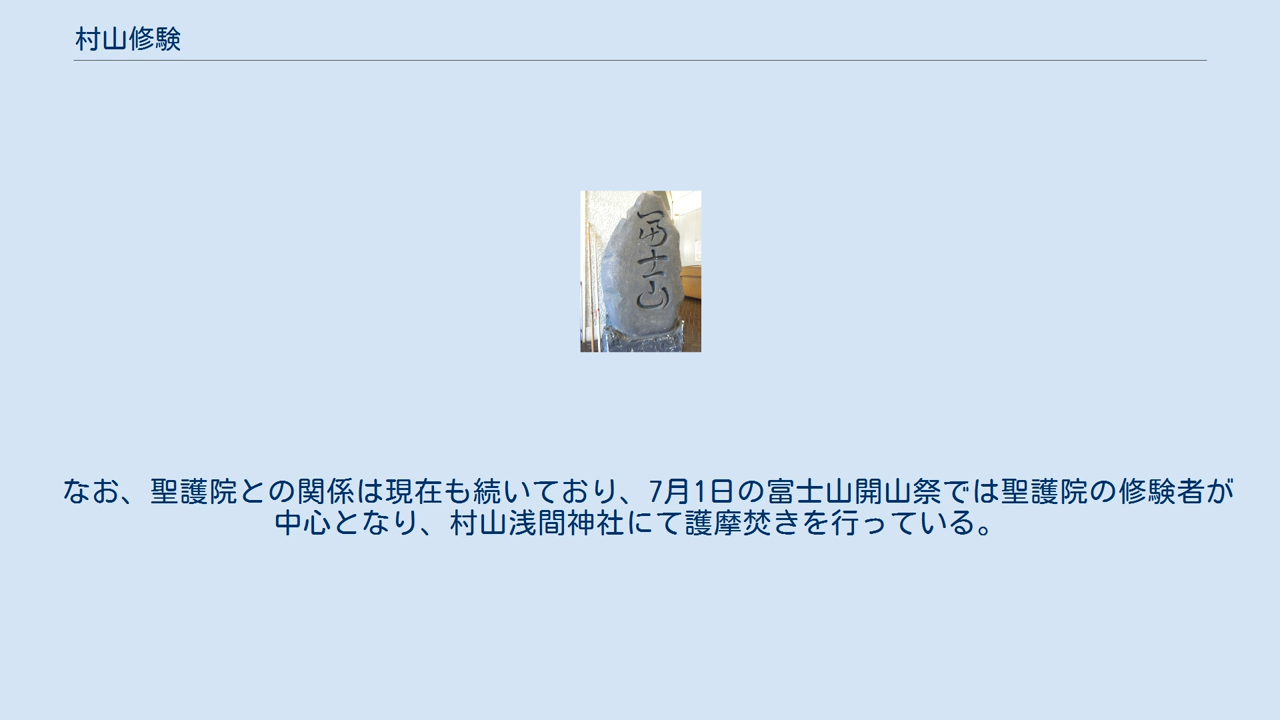 村山修験
冨士山
なお、聖護院との関係は現在も続いており、7月1日の富士山開山祭では聖護院の修験者が
中心となり、村山浅間神社にて護摩焚きを行っている。